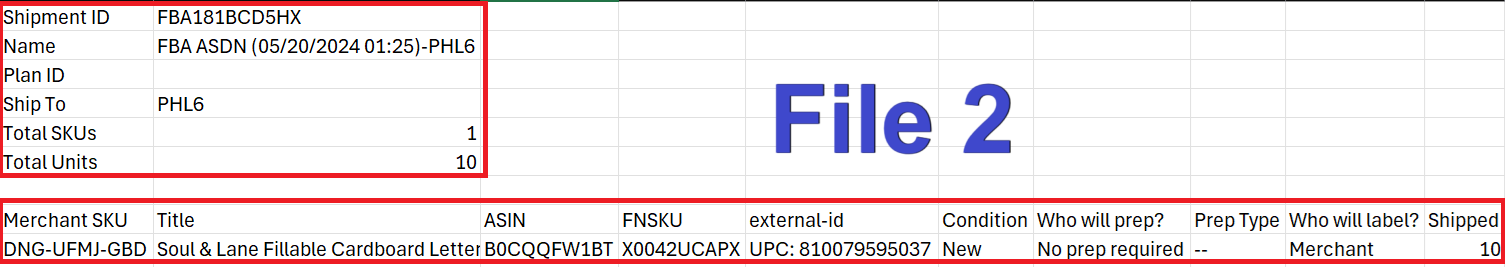 Shipment ID FBA181BCD5HX
Name FBA ASDN (05/20/2024 01:25)-PHL6
Plan ID
Ship To PHL6
Total SKUs 1
Total Units 10
File 2
Merchant SKU Title ASIN FNSKU external-id Condition Who will prep? Prep Type Who will label? Shipped
DNG-UFMJ-GBD Soul & Lane Fillable Cardboard Letter B0CQQFW1BT X0042UCAPX UPC: 810079595037 New No prep required -- Merchant 10